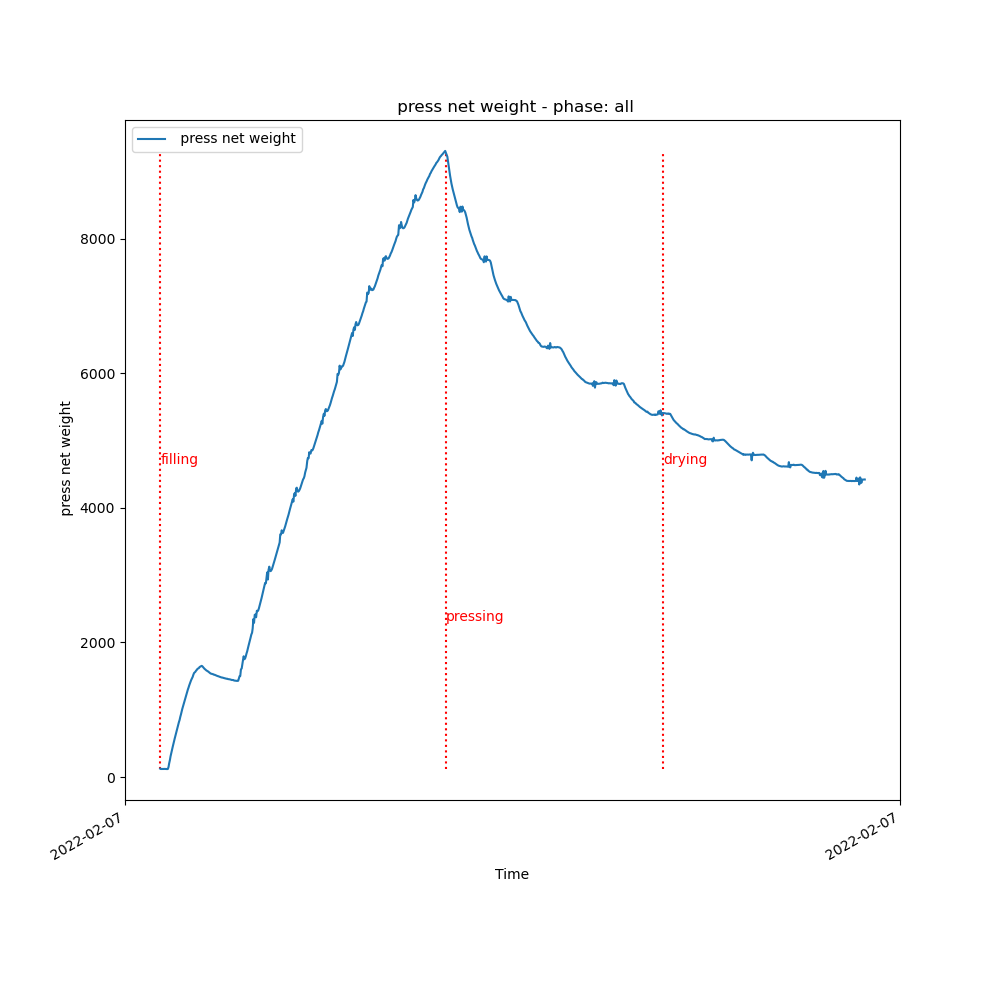 press net weight - phase: all
press net weight
8000
6000
4000
2000
0
press net weight
filling
pressing
drying
2022-02-07
2022-02-07
Time